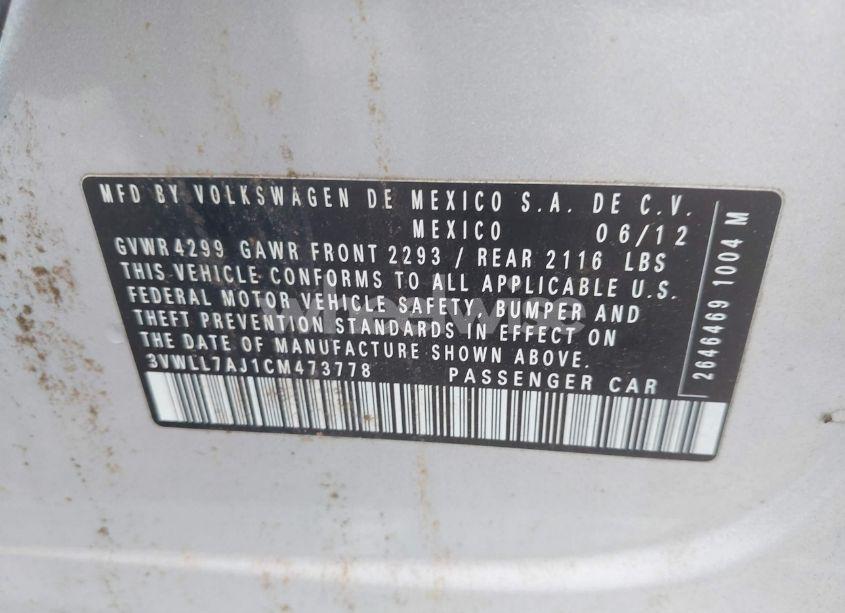 MFD BY VOLKSWAGEN DE MEXICO S.A. DE C.V.
MEXICO 06/12
GVWR 4299 GAWR FRONT 2293 / REAR 2116 LBS
THIS VEHICLE CONFORMS TO ALL APPLICABLE U.S.
FEDERAL MOTOR VEHICLE SAFETY, BUMPER AND
THEFT PREVENTION STANDARDS IN EFFECT ON
THE DATE OF MANUFACTURE SHOWN ABOVE.
3VWLL7AJ1CM473778 PASSENGER CAR
2646469 1004 M